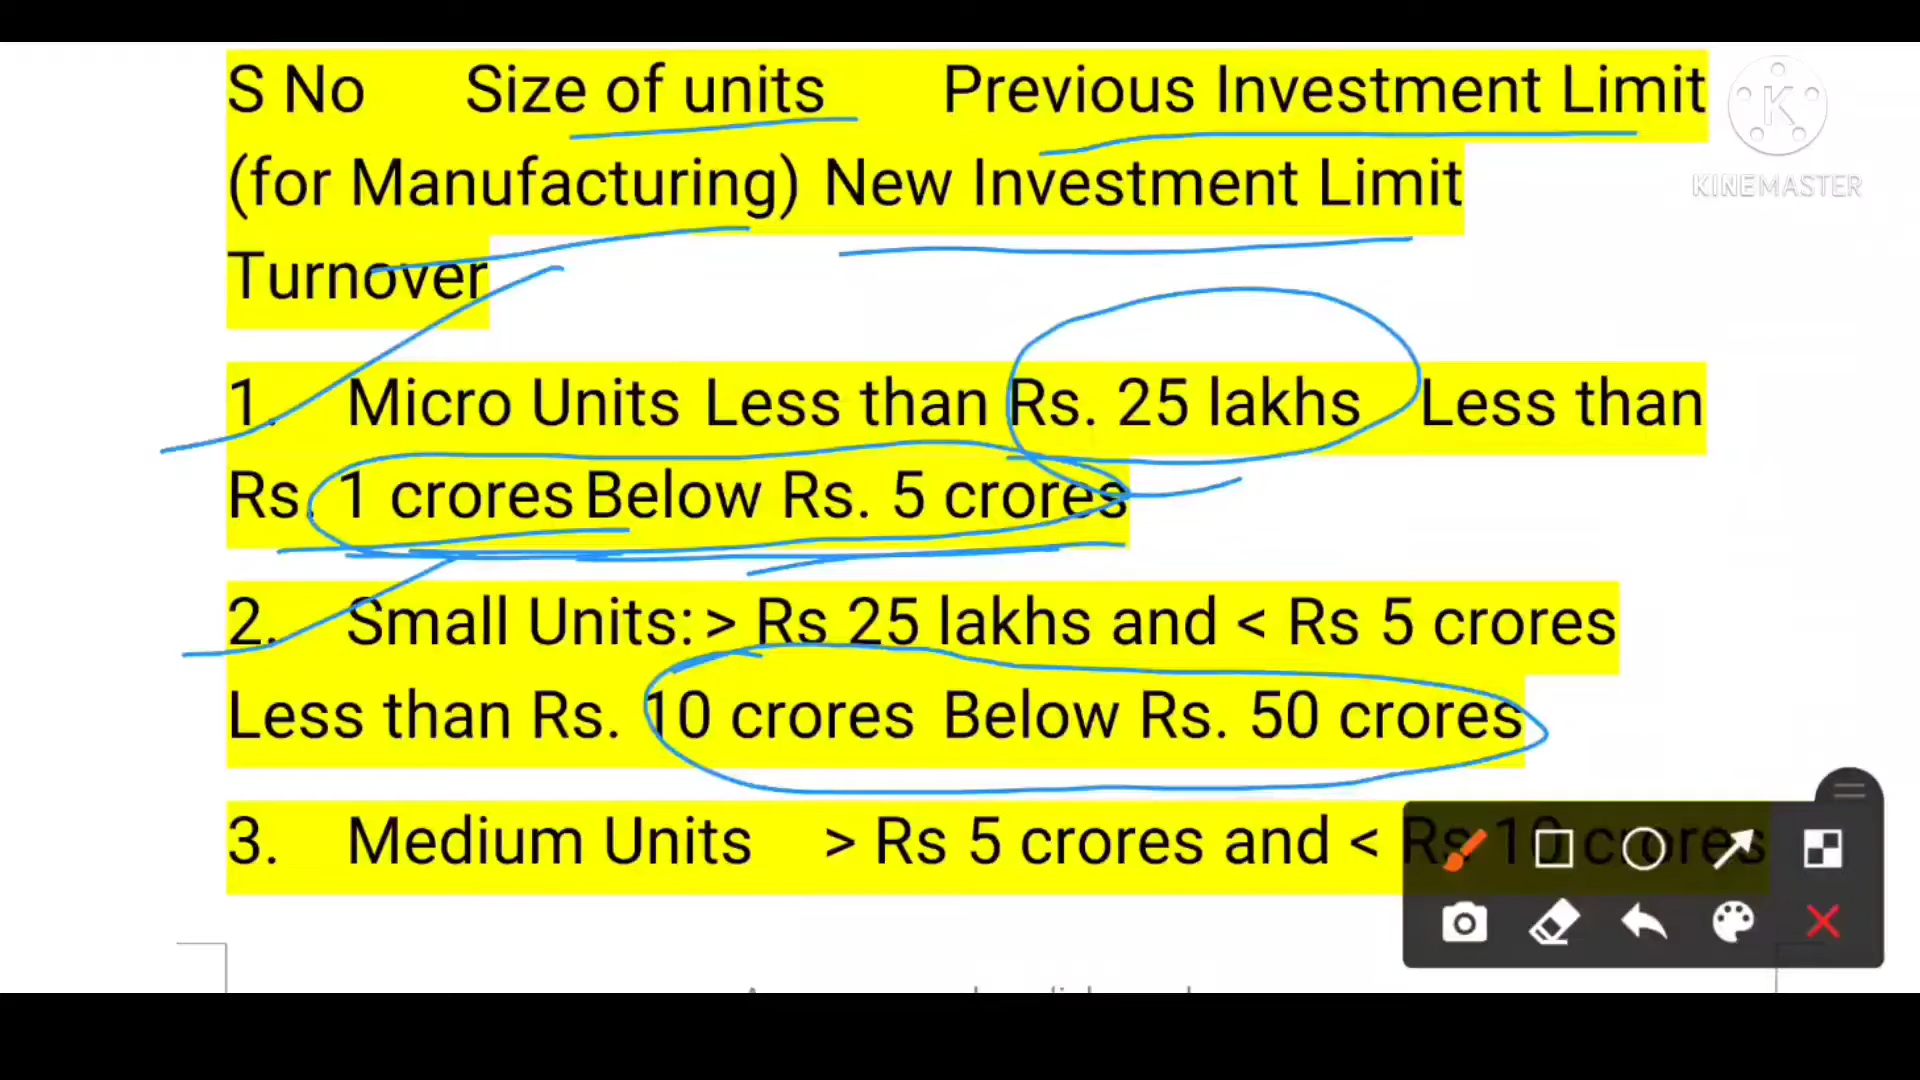 S No Size of units Previous Investment Limit
(for Manufacturing) New Investment Limit
Turnover
1. Micro Units Less than Rs. 25 lakhs Less than
Rs. 1 crores Below Rs. 5 crores
2. Small Units: > Rs 25 lakhs and < Rs 5 crores
Less than Rs. 10 crores Below Rs. 50 crores
3. Medium Units > Rs 5 crores and < Rs 10 crores
K
KINEMASTER